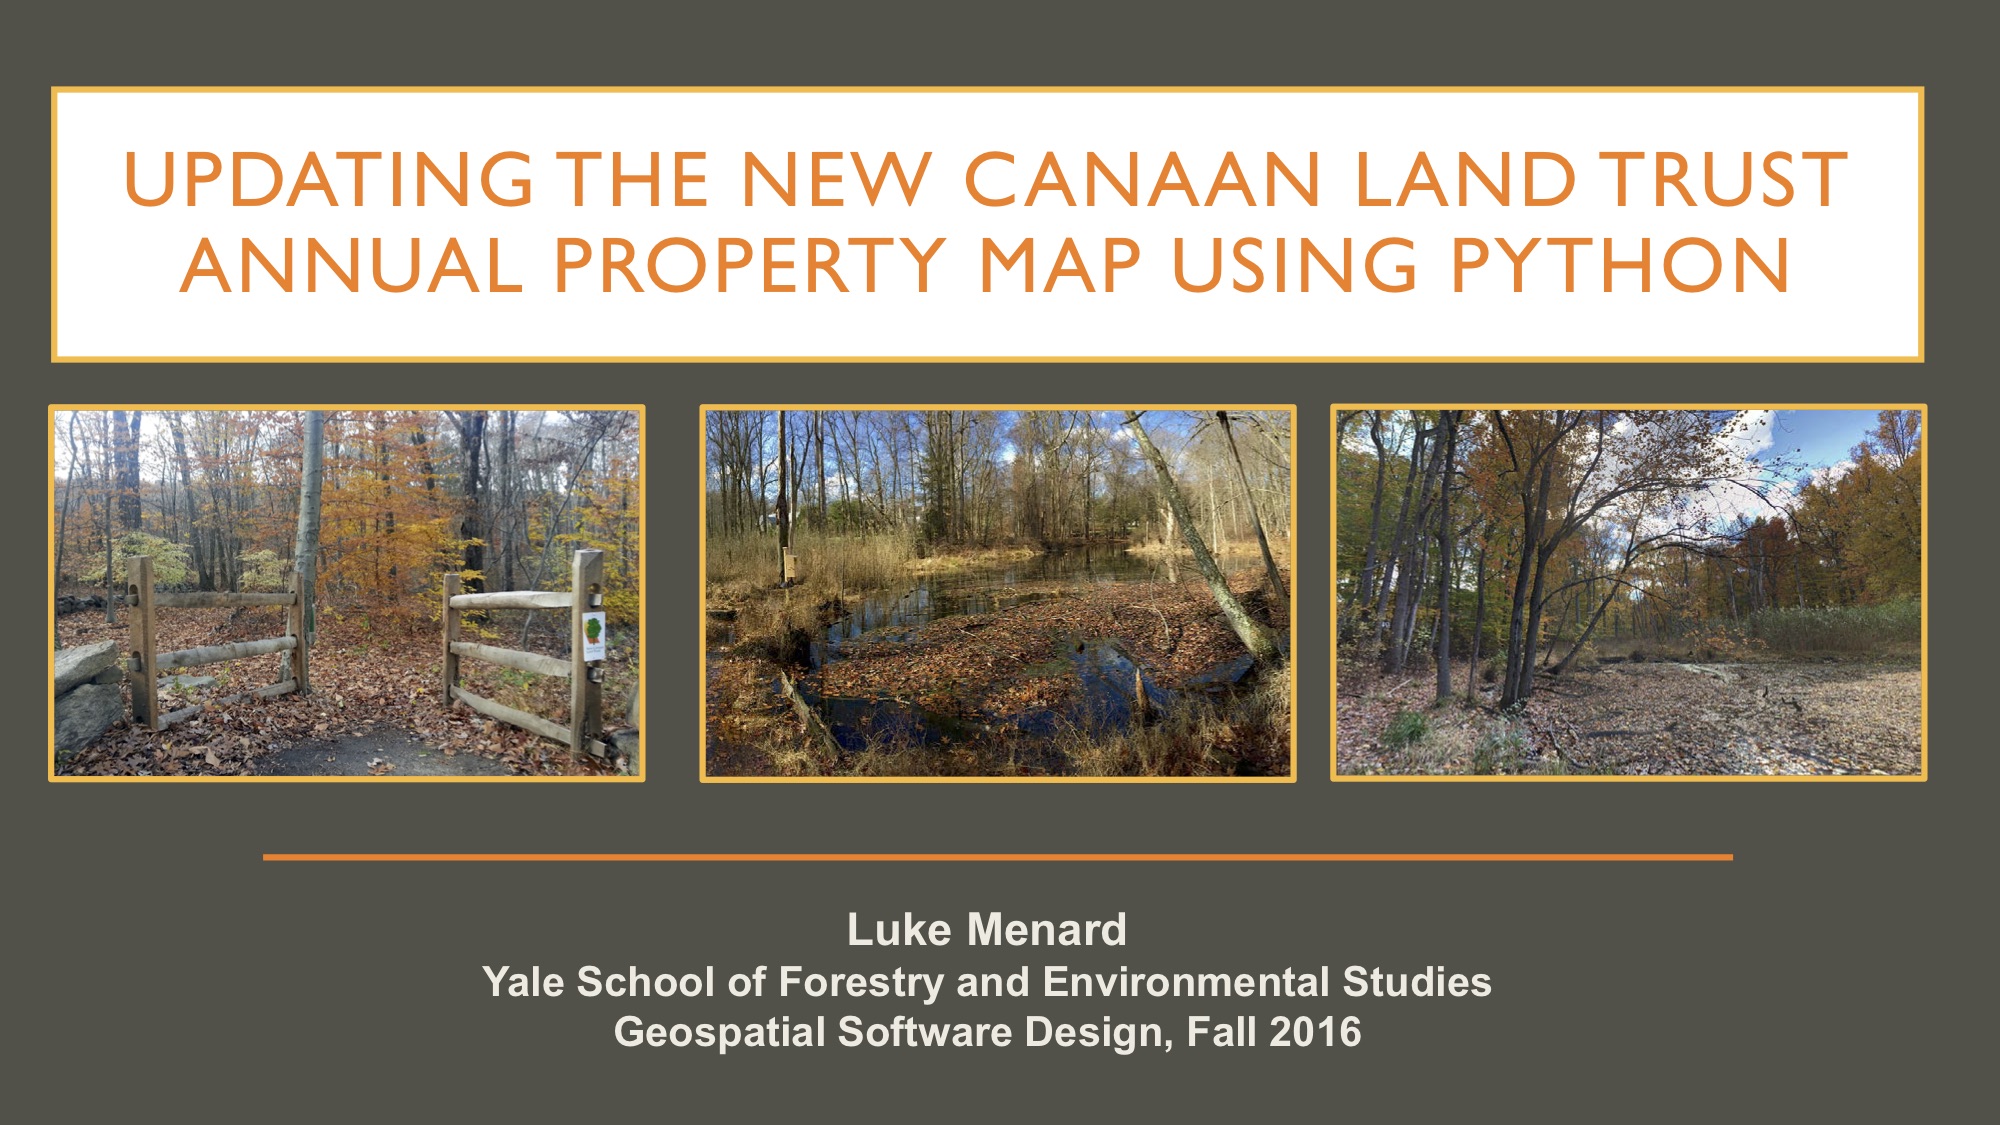 UPDATING THE NEW CANAAN LAND TRUST
ANNUAL PROPERTY MAP USING PYTHON
Luke Menard
Yale School of Forestry and Environmental Studies
Geospatial Software Design, Fall 2016